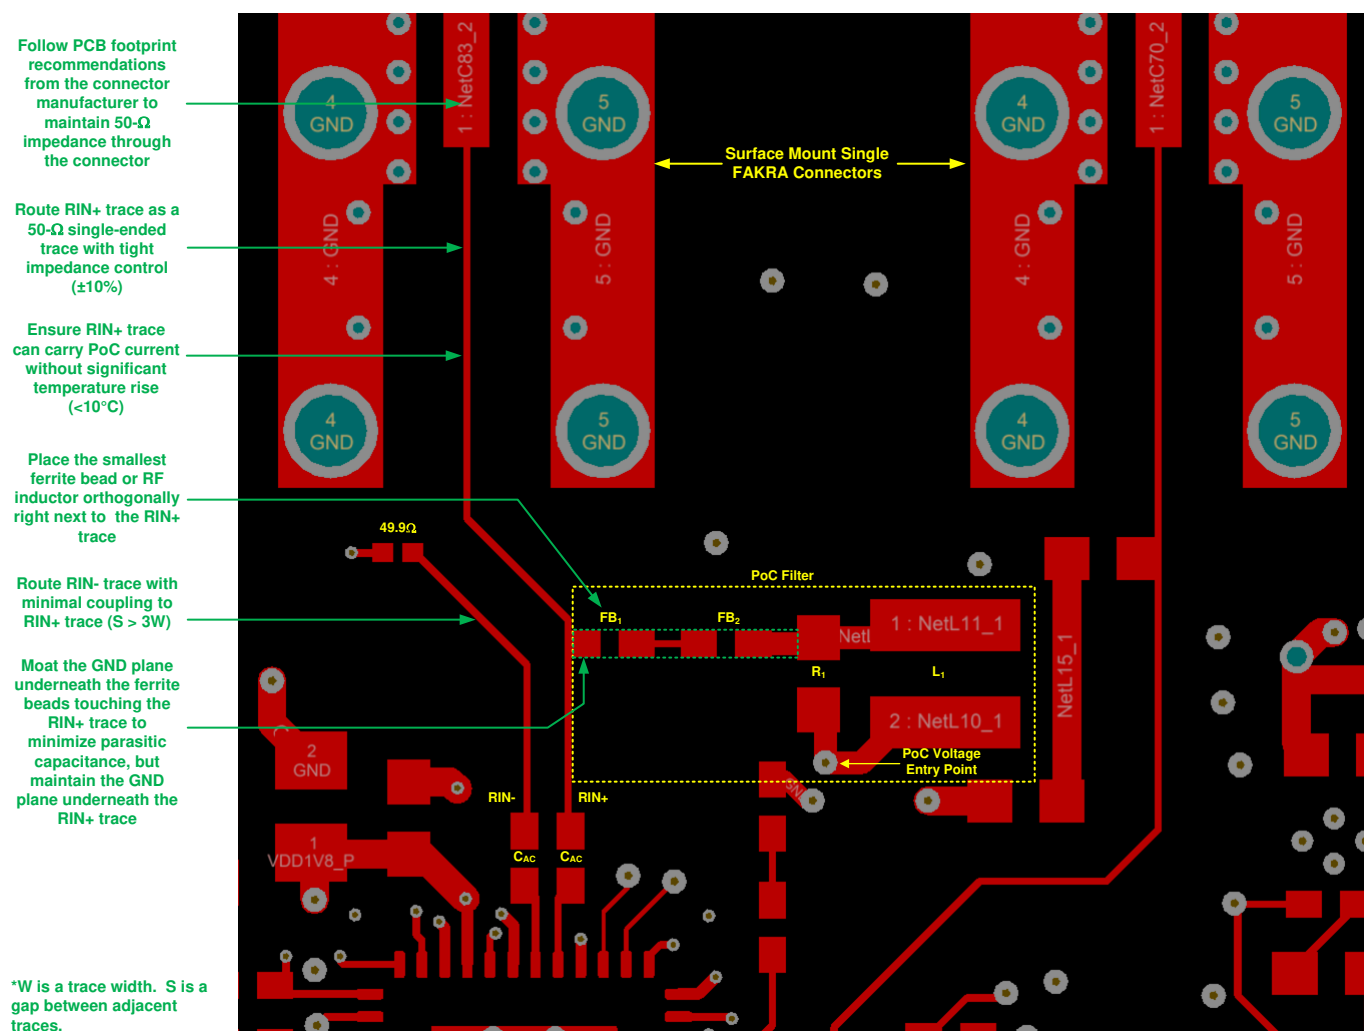 Follow PCB footprint
recommendations
from the connector
manufacturer to
maintain 50-Ω
impedance through
the connector
Route RIN+ trace as a
50-Ω single-ended
trace with tight
impedance control
(±10%)
Ensure RIN+ trace
can carry PoC current
without significant
temperature rise
(<10°C)
Place the smallest
ferrite bead or RF
inductor orthogonally
right next to the RIN+
trace
Route RIN- trace with
minimal coupling to
RIN+ trace (S > 3W)
Moat the GND plane
underneath the ferrite
beads touching the
RIN+ trace to
minimize parasitic
capacitance, but
maintain the GND
plane underneath the
RIN+ trace
*W is a trace width. S is a
gap between adjacent
traces.
4
GND
1 : NetC83_2
5
GND
Surface Mount Single
FAKRA Connectors
4
GND
1 : NetC70_2
5
GND
4 : GND
5 : GND
4 : GND
5 : GND
4
GND
5
GND
4
GND
5
GND
49.9Ω
PoC Filter
FB1
FB2
NetL
1 : NetL11_1
R1
L1
NetL15_1
2 : NetL10_1
PoC Voltage
Entry Point
2
GND
RIN-
RIN+
1
VDD1V8_P
CAC
CAC